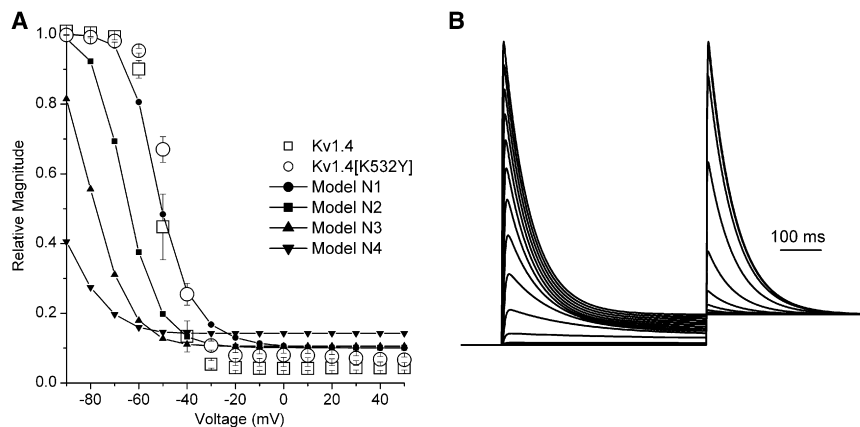 A
B
1.0
0.8
0.6
0.4
0.2
0.0
Relative Magnitude
-80 -60 -40 -20 0 20 40
Voltage (mV)
Kv1.4
Kv1.4[K532Y]
Model N1
Model N2
Model N3
Model N4
100 ms